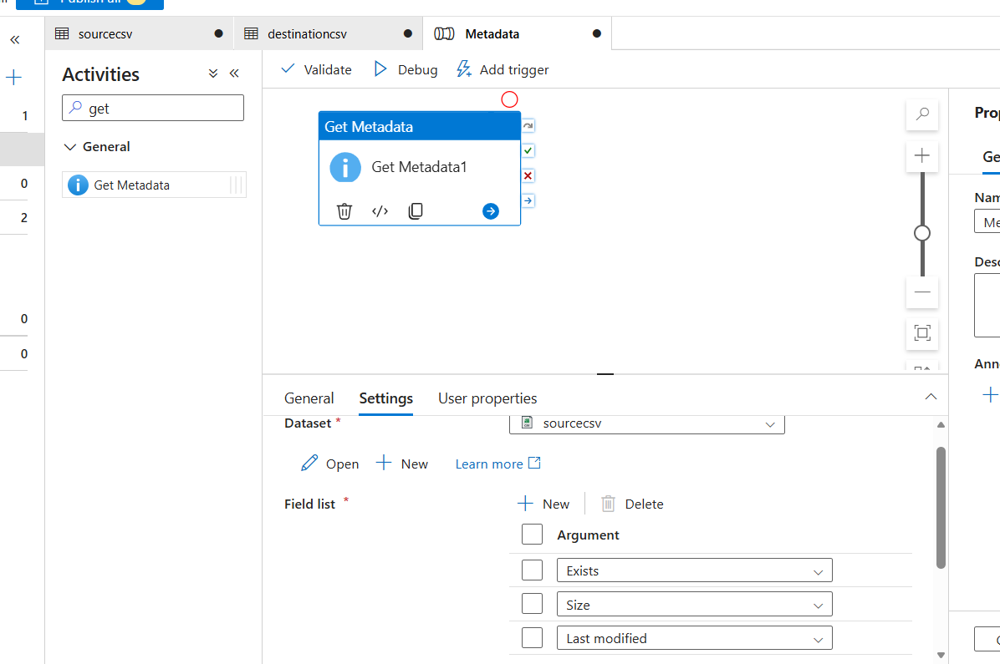 Publish all
sourcecsv
destinationcsv
Metadata
Activities
Validate
Debug
Add trigger
get
1
General
Get Metadata
0
2
0
0
Get Metadata
Get Metadata1
General
Settings
User properties
Dataset *
sourcecsv
Open
New
Learn more
Field list *
New
Delete
Argument
Exists
Size
Last modified
Prop
Ge
Nam
Me
Desc
Anno